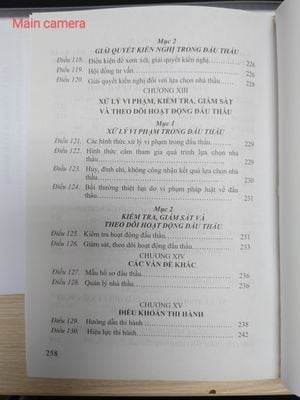 Main camera
Mục 2
GIẢI QUYẾT KIẾN NGHỊ TRONG ĐẤU THẦU
Điều 118. Điều kiện để xem xét, giải quyết kiến nghị 226
Điều 119. Hội đồng tư vấn 226
Điều 120. Giải quyết kiến nghị đối với lựa chọn nhà thầu 228
CHƯƠNG XIII
XỬ LÝ VI PHẠM, KIỂM TRA, GIÁM SÁT
VÀ THEO DÕI HOẠT ĐỘNG ĐẤU THẦU
Mục 1
XỬ LÝ VI PHẠM TRONG ĐẤU THẦU
Điều 121. Các hình thức xử lý vi phạm trong đấu thầu 229
Điều 122. Hình thức cấm tham gia quá trình lựa chọn nhà
thầu 229
Điều 123. Hủy, đình chỉ, không công nhận kết quả lựa chọn nhà
thầu 230
Điều 124. Bồi thường thiệt hại do vi phạm pháp luật về đấu
thầu 231
Mục 2
KIỂM TRA, GIÁM SÁT VÀ
THEO DÕI HOẠT ĐỘNG ĐẤU THẦU
Điều 125. Kiểm tra hoạt động đấu thầu 231
Điều 126. Giám sát, theo dõi hoạt động đấu thầu 233
CHƯƠNG XIV
CÁC VẤN ĐỀ KHÁC
Điều 127. Mẫu hồ sơ đấu thầu 236
Điều 128. Quản lý nhà thầu 236
CHƯƠNG XV
ĐIỀU KHOẢN THI HÀNH
Điều 129. Hướng dẫn thi hành 238
Điều 130. Hiệu lực thi hành 242
258